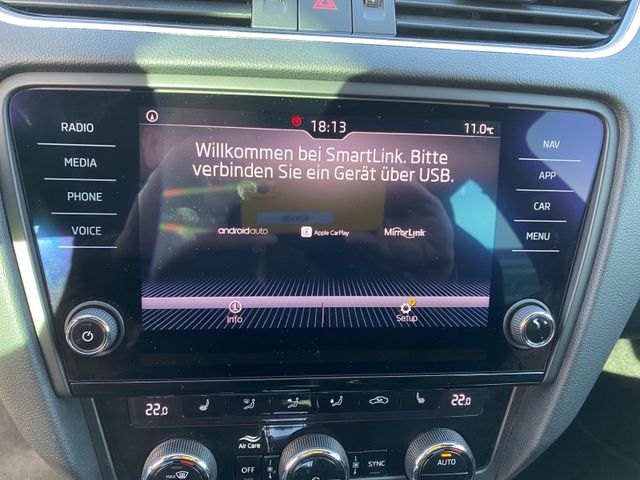 18:13
11.0°C
RADIO
MEDIA
PHONE
VOICE
Willkommen bei SmartLink. Bitte
verbinden Sie ein Gerät über USB.
androidauto
Apple CarPlay
MirrorLink
Info
Setup
NAV
APP
CAR
MENU
22.0
22.0
Air Care
OFF
SYNC
AUTO